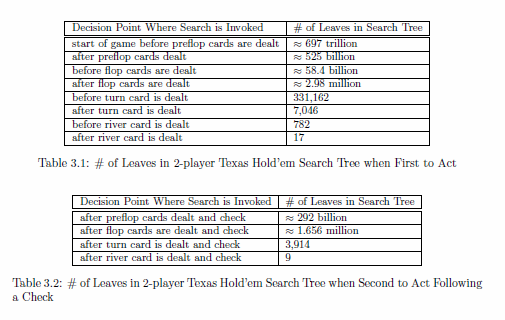 Decision Point Where Search is Invoked # of Leaves in Search Tree
start of game before preflop cards are dealt ≈ 697 trillion
after preflop cards dealt ≈ 525 billion
before flop cards are dealt ≈ 58.4 billion
after flop cards are dealt ≈ 2.98 million
before turn card is dealt 331,162
after turn card is dealt 7,046
before river card is dealt 782
after river card is dealt 17
Table 3.1: # of Leaves in 2-player Texas Hold'em Search Tree when First to Act
Decision Point Where Search is Invoked # of Leaves in Search Tree
after preflop cards dealt and check ≈ 292 billion
after flop cards are dealt and check ≈ 1.656 million
after turn card is dealt and check 3,914
after river card is dealt and check 9
Table 3.2: # of Leaves in 2-player Texas Hold'em Search Tree when Second to Act Following
a Check